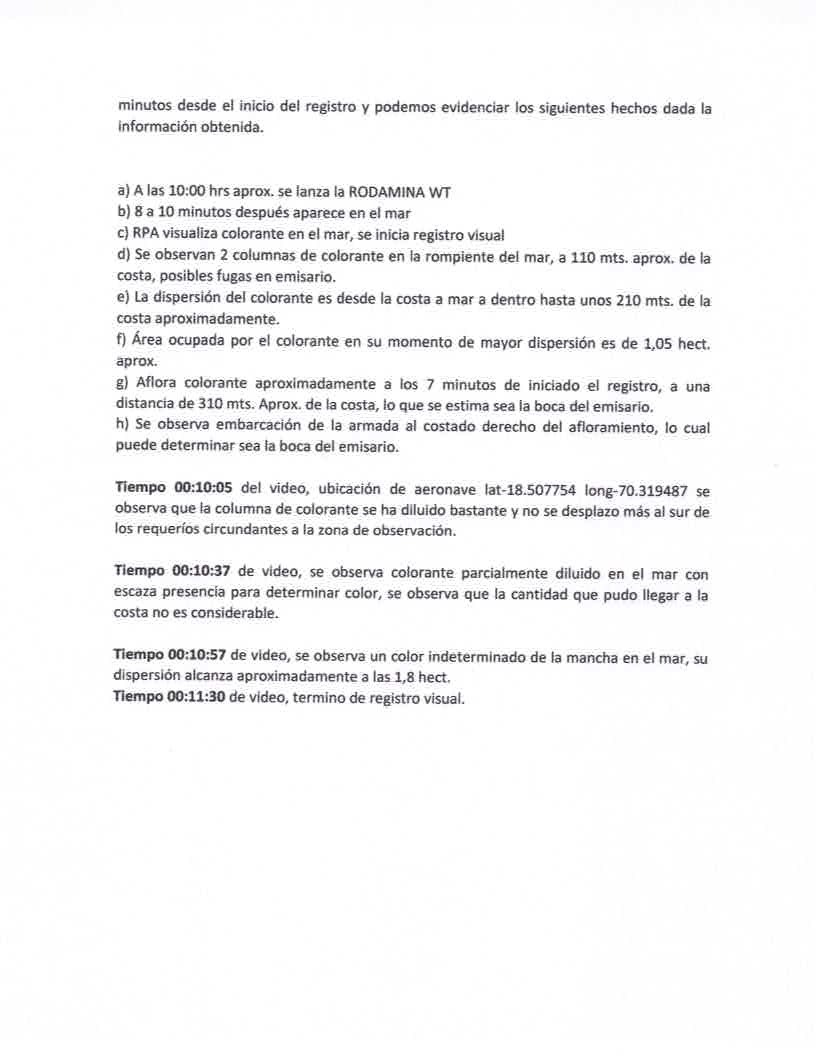 minutos desde el inicio del registro y podemos evidenciar los siguientes hechos dada la
información obtenida.
a) A las 10:00 hrs aprox. se lanza la RODAMINA WT
b) 8 a 10 minutos después aparece en el mar
c) RPA visualiza colorante en el mar, se inicia registro visual
d) Se observan 2 columnas de colorante en la rompiente del mar, a 110 mts. aprox. de la
costa, posibles fugas en emisario.
e) La dispersión del colorante es desde la costa a mar a dentro hasta unos 210 mts. de la
costa aproximadamente.
f) Área ocupada por el colorante en su momento de mayor dispersión es de 1,05 hect.
aprox.
g) Aflora colorante aproximadamente a los 7 minutos de iniciado el registro, a una
distancia de 310 mts. Aprox. de la costa, lo que se estima sea la boca del emisario.
h) Se observa embarcación de la armada al costado derecho del afloramiento, lo cual
puede determinar sea la boca del emisario.
Tiempo 00:10:05 del video, ubicación de aeronave lat-18.507754 long-70.319487 se
observa que la columna de colorante se ha diluido bastante y no se desplazo más al sur de
los requeríos circundantes a la zona de observación.
Tiempo 00:10:37 de video, se observa colorante parcialmente diluido en el mar con
escaza presencia para determinar color, se observa que la cantidad que pudo llegar a la
costa no es considerable.
Tiempo 00:10:57 de video, se observa un color indeterminado de la mancha en el mar, su
dispersión alcanza aproximadamente a las 1,8 hect.
Tiempo 00:11:30 de video, termino de registro visual.